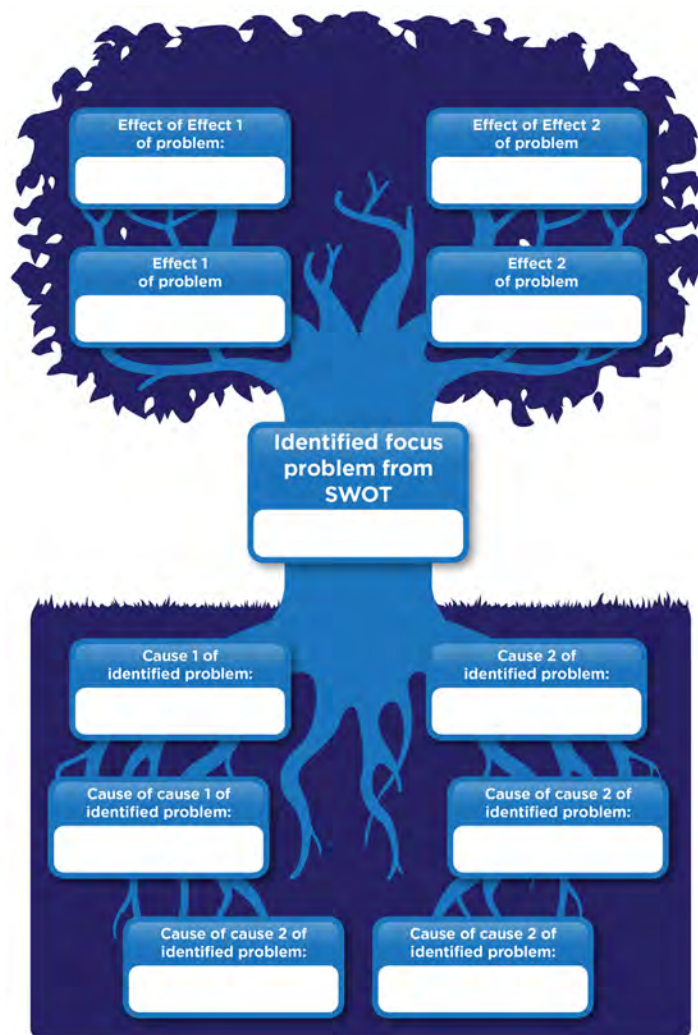 Effect of Effect 1
of problem:
Effect of Effect 2
of problem
Effect 1
of problem
Effect 2
of problem
Identified focus
problem from
SWOT
Cause 1 of
identified problem:
Cause 2 of
identified problem:
Cause of cause 1 of
identified problem:
Cause of cause 2 of
identified problem:
Cause of cause 2 of
identified problem:
Cause of cause 2 of
identified problem: